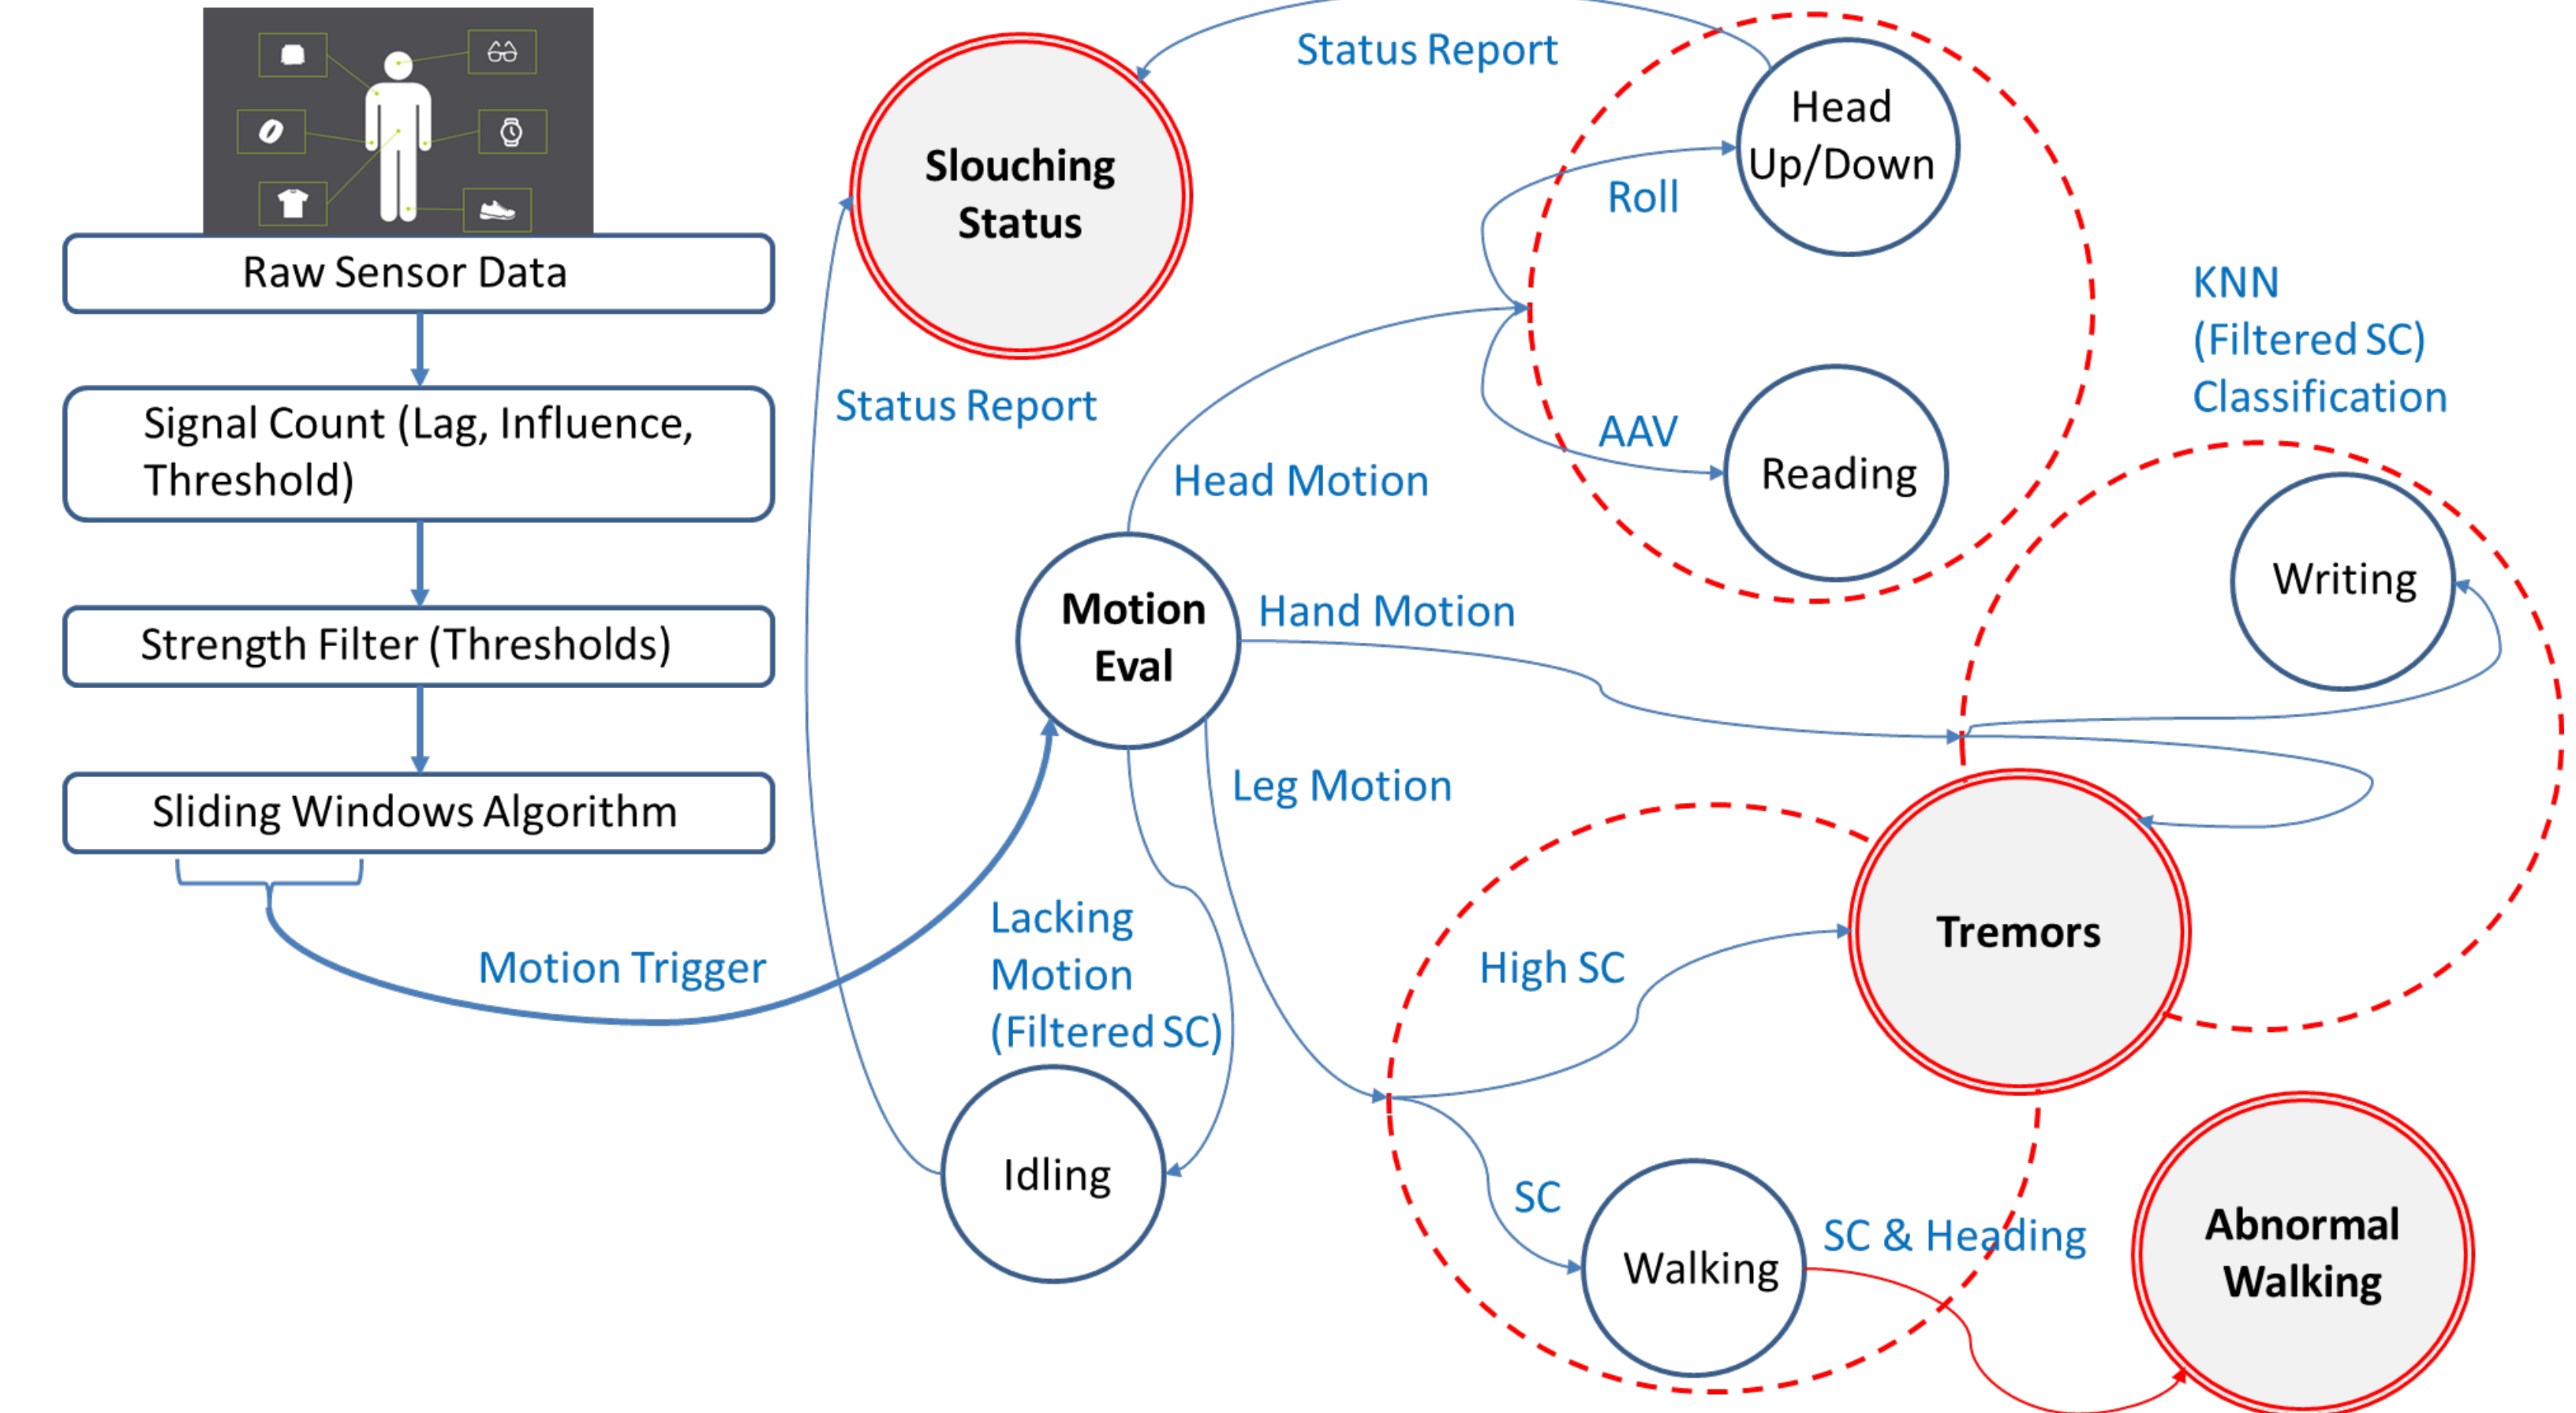 Raw Sensor Data
Signal Count (Lag, Influence,
Threshold)
Strength Filter (Thresholds)
Sliding Windows Algorithm
Motion Trigger
Slouching
Status
Status Report
Status Report
Head
Up/Down
Roll
AAV
Reading
Head Motion
Motion
Eval
Hand Motion
Leg Motion
KNN
(Filtered SC)
Classification
Writing
Lacking
Motion
(Filtered SC)
Idling
High SC
Tremors
SC
Walking
SC & Heading
Abnormal
Walking